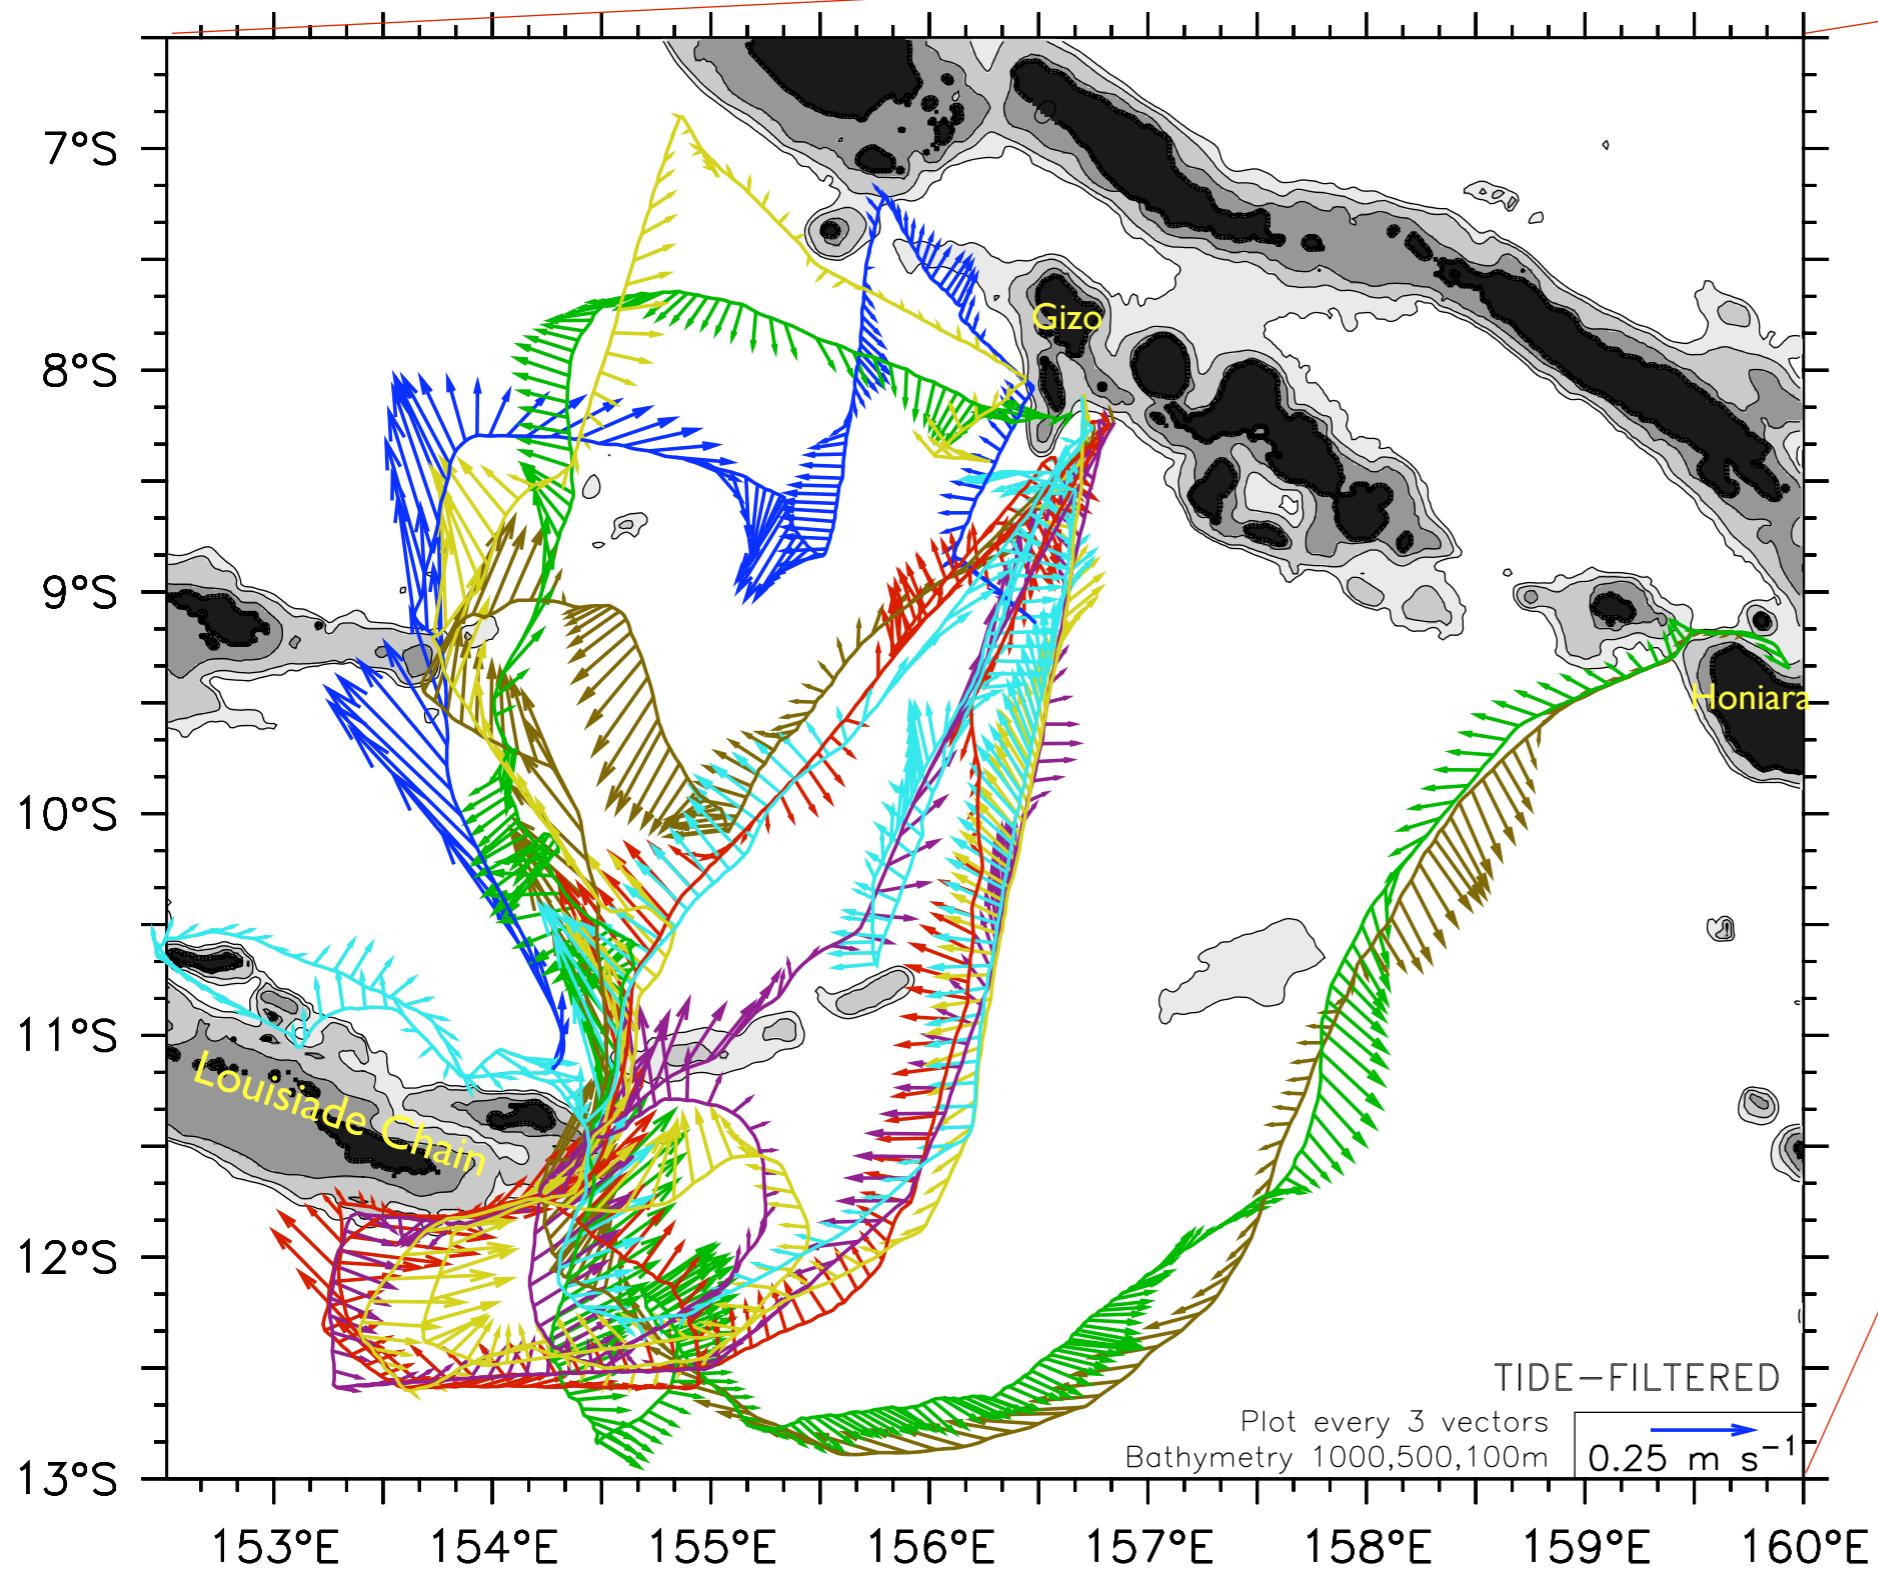 7°S
8°S
9°S
10°S
11°S
12°S
13°S
Gizo
Honiara
Louisiade Chain
TIDE-FILTERED
Plot every 3 vectors
Bathymetry 1000,500,100m
0.25 m s⁻¹
153°E 154°E 155°E 156°E 157°E 158°E 159°E 160°E